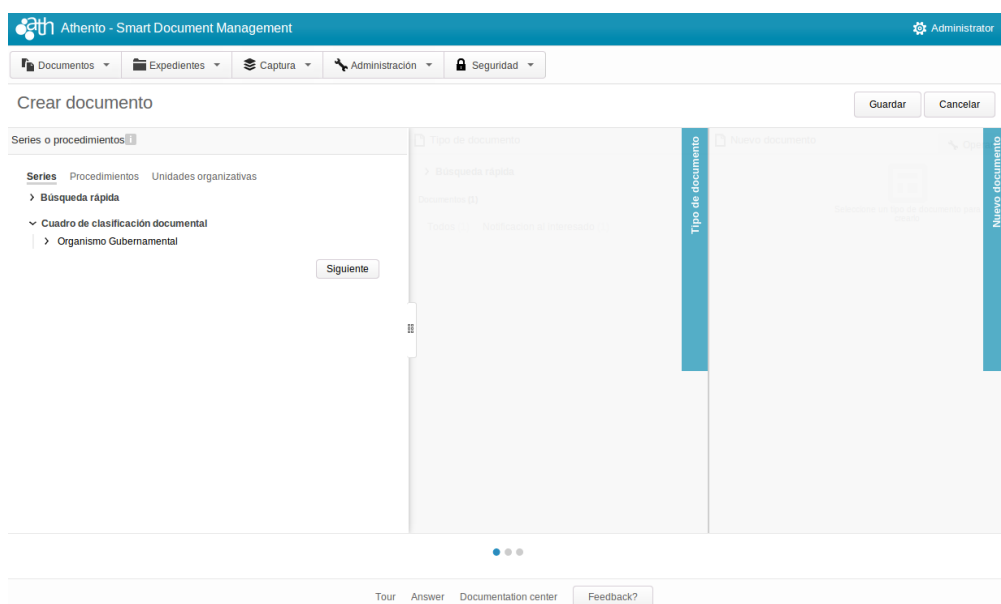 ath Athento - Smart Document Management
Administrator
Documentos Expedientes Captura Administración Seguridad
Crear documento
Guardar Cancelar
Series o procedimientos
Tipo de documento
Nuevo documento
Series Procedimientos Unidades organizativas
Búsqueda rápida
Búsqueda rápida
Cuadro de clasificación documental
Organismo Gubernamental
Siguiente
Tipo de documento
Nuevo documento
Tour Answer Documentation center Feedback?